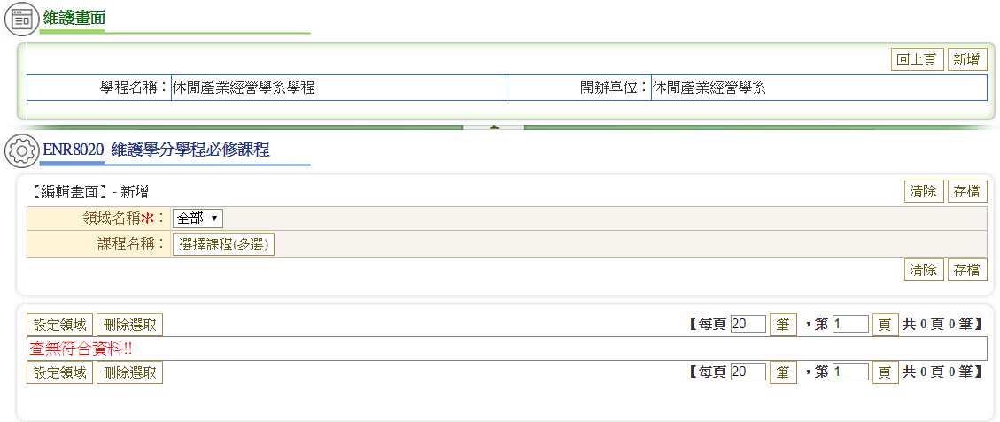 維護畫面
回上頁 新增
學程名稱： 休閒產業經營學系學程 開辦單位： 休閒產業經營學系
ENR8020_維護學分學程必修課程
【編輯畫面】- 新增 清除 存檔
領域名稱＊： 全部
課程名稱： 選擇課程(多選)
清除 存檔
設定領域 刪除選取 【每頁 20 筆 ，第 1 頁 共 0 頁 0 筆】
查無符合資料!!
設定領域 刪除選取 【每頁 20 筆 ，第 1 頁 共 0 頁 0 筆】